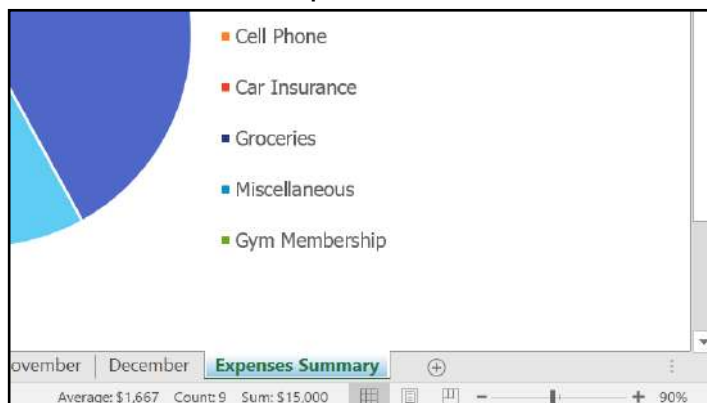 Cell Phone
Car Insurance
Groceries
Miscellaneous
Gym Membership
ovember December Expenses Summary
Average: $1,667 Count: 9 Sum: $15,000 90%